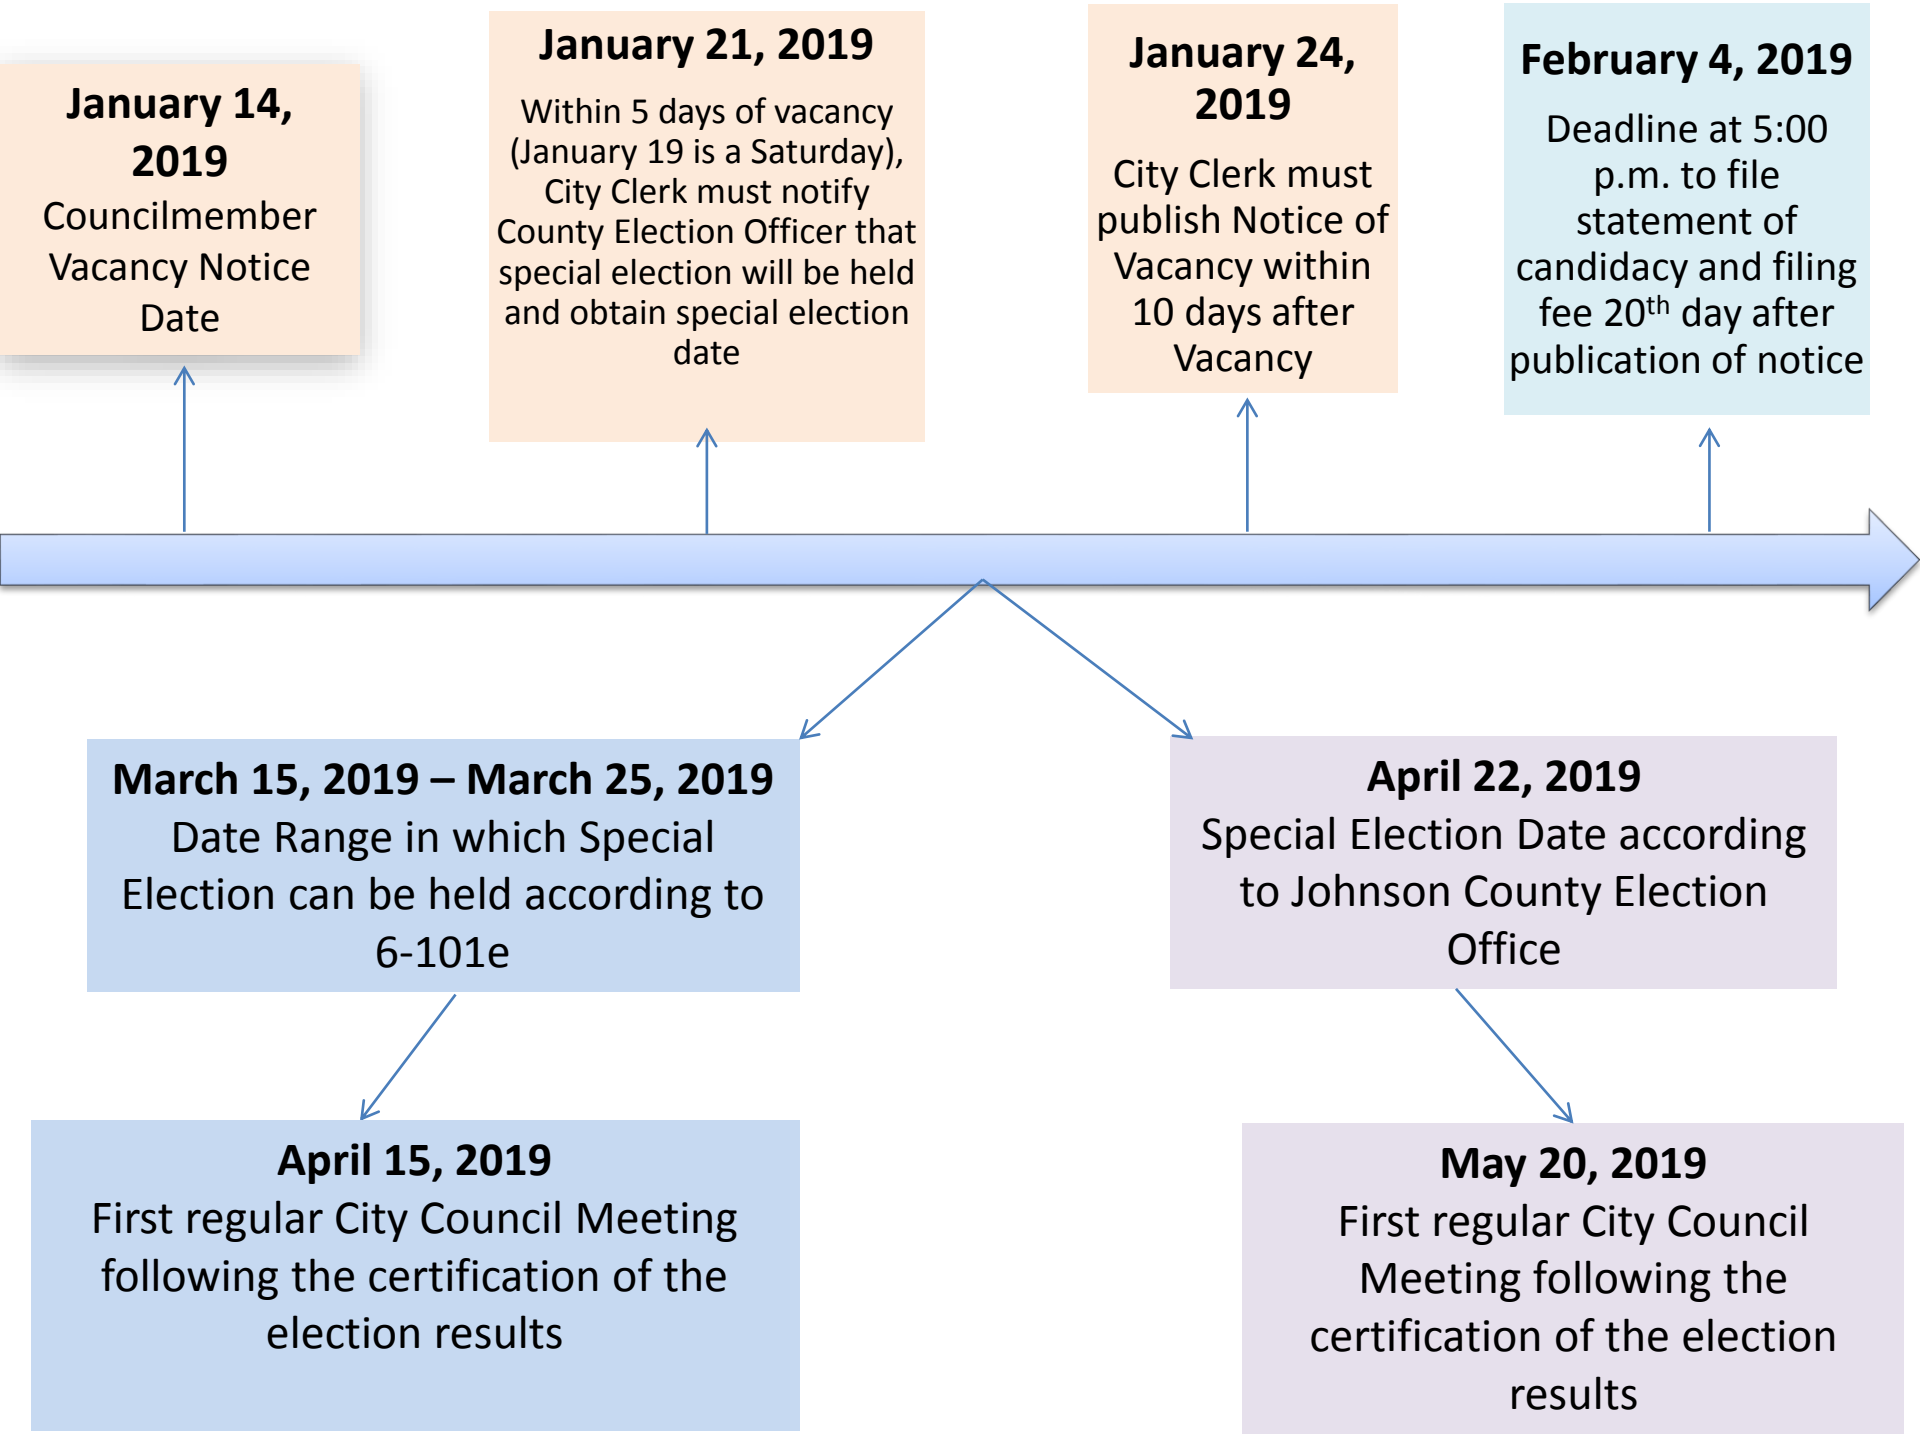 January 14,
2019
Councilmember
Vacancy Notice
Date
January 21, 2019
Within 5 days of vacancy
(January 19 is a Saturday),
City Clerk must notify
County Election Officer that
special election will be held
and obtain special election
date
January 24,
2019
City Clerk must
publish Notice of
Vacancy within
10 days after
Vacancy
February 4, 2019
Deadline at 5:00
p.m. to file
statement of
candidacy and filing
fee 20th day after
publication of notice
March 15, 2019 – March 25, 2019
Date Range in which Special
Election can be held according to
6-101e
April 22, 2019
Special Election Date according
to Johnson County Election
Office
April 15, 2019
First regular City Council Meeting
following the certification of the
election results
May 20, 2019
First regular City Council
Meeting following the
certification of the election
results